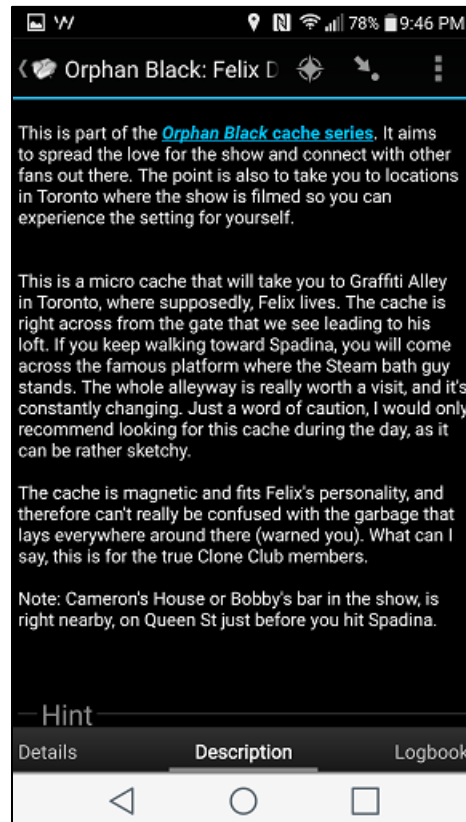 78% 9:46 PM
Orphan Black: Felix D
This is part of the Orphan Black cache series. It aims
to spread the love for the show and connect with other
fans out there. The point is also to take you to locations
in Toronto where the show is filmed so you can
experience the setting for yourself.
This is a micro cache that will take you to Graffiti Alley
in Toronto, where supposedly, Felix lives. The cache is
right across from the gate that we see leading to his
loft. If you keep walking toward Spadina, you will come
across the famous platform where the Steam bath guy
stands. The whole alleyway is really worth a visit, and it's
constantly changing. Just a word of caution, I would only
recommend looking for this cache during the day, as it
can be rather sketchy.
The cache is magnetic and fits Felix's personality, and
therefore can't really be confused with the garbage that
lays everywhere around there (warned you). What can I
say, this is for the true Clone Club members.
Note: Cameron's House or Bobby's bar in the show, is
right nearby, on Queen St just before you hit Spadina.
Hint
Details Description Logbook